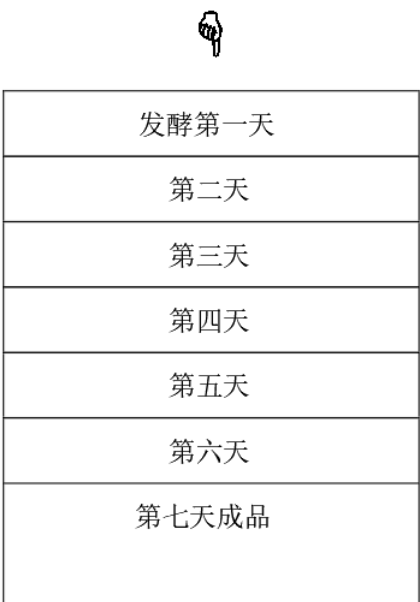 发酵第一天
第二天
第三天
第四天
第五天
第六天
第七天成品